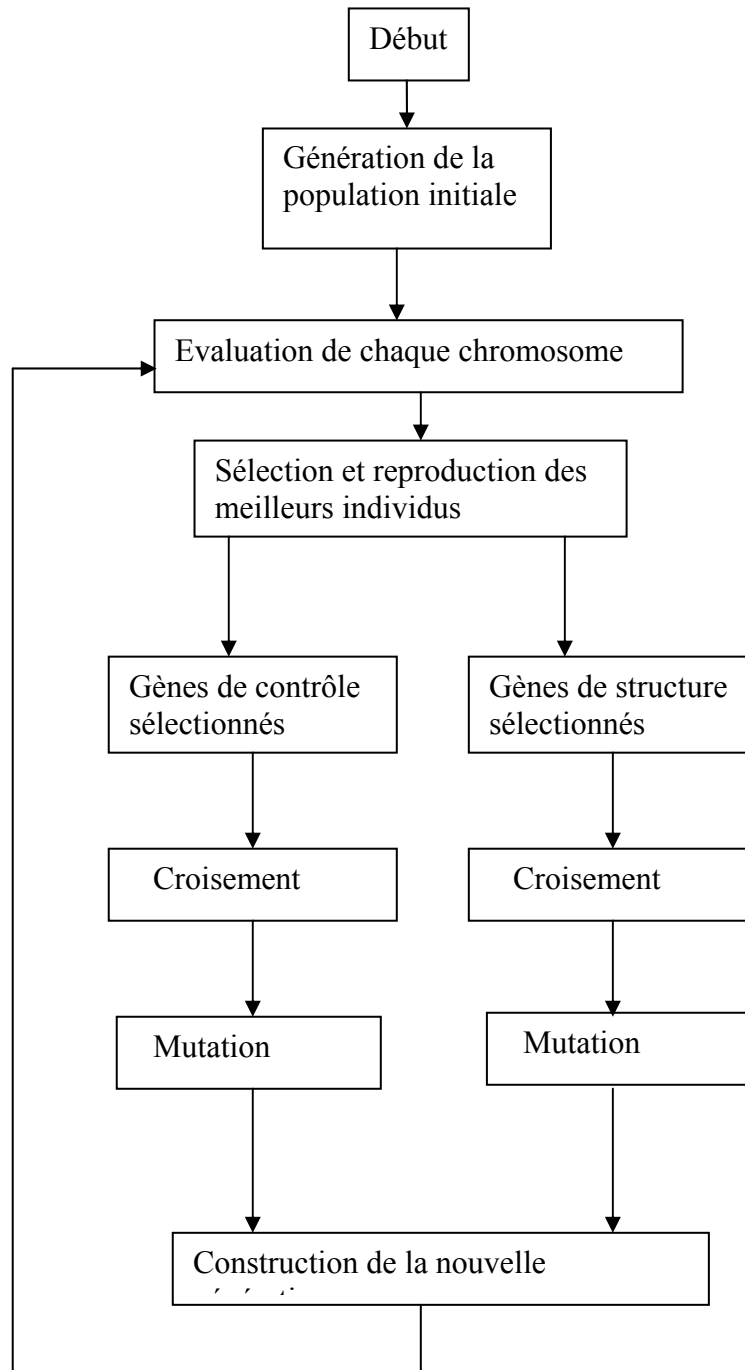 Début
Génération de la
population initiale
Evaluation de chaque chromosome
Sélection et reproduction des
meilleurs individus
Gènes de contrôle
sélectionnés
Gènes de structure
sélectionnés
Croisement
Croisement
Mutation
Mutation
Construction de la nouvelle